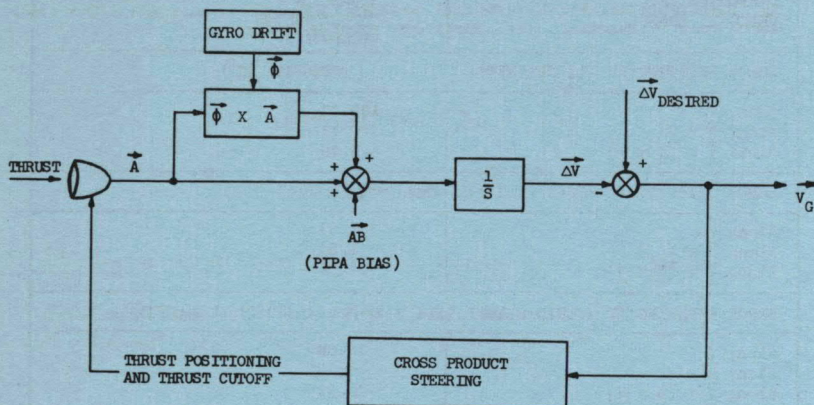 GYRO DRIFT
ϕ
ϕ X A
ΔV DESIRED
THRUST
A
+
+
+
1/S
ΔV
+
-
V G
AB
(PIPA BIAS)
THRUST POSITIONING
AND THRUST CUTOFF
CROSS PRODUCT
STEERING